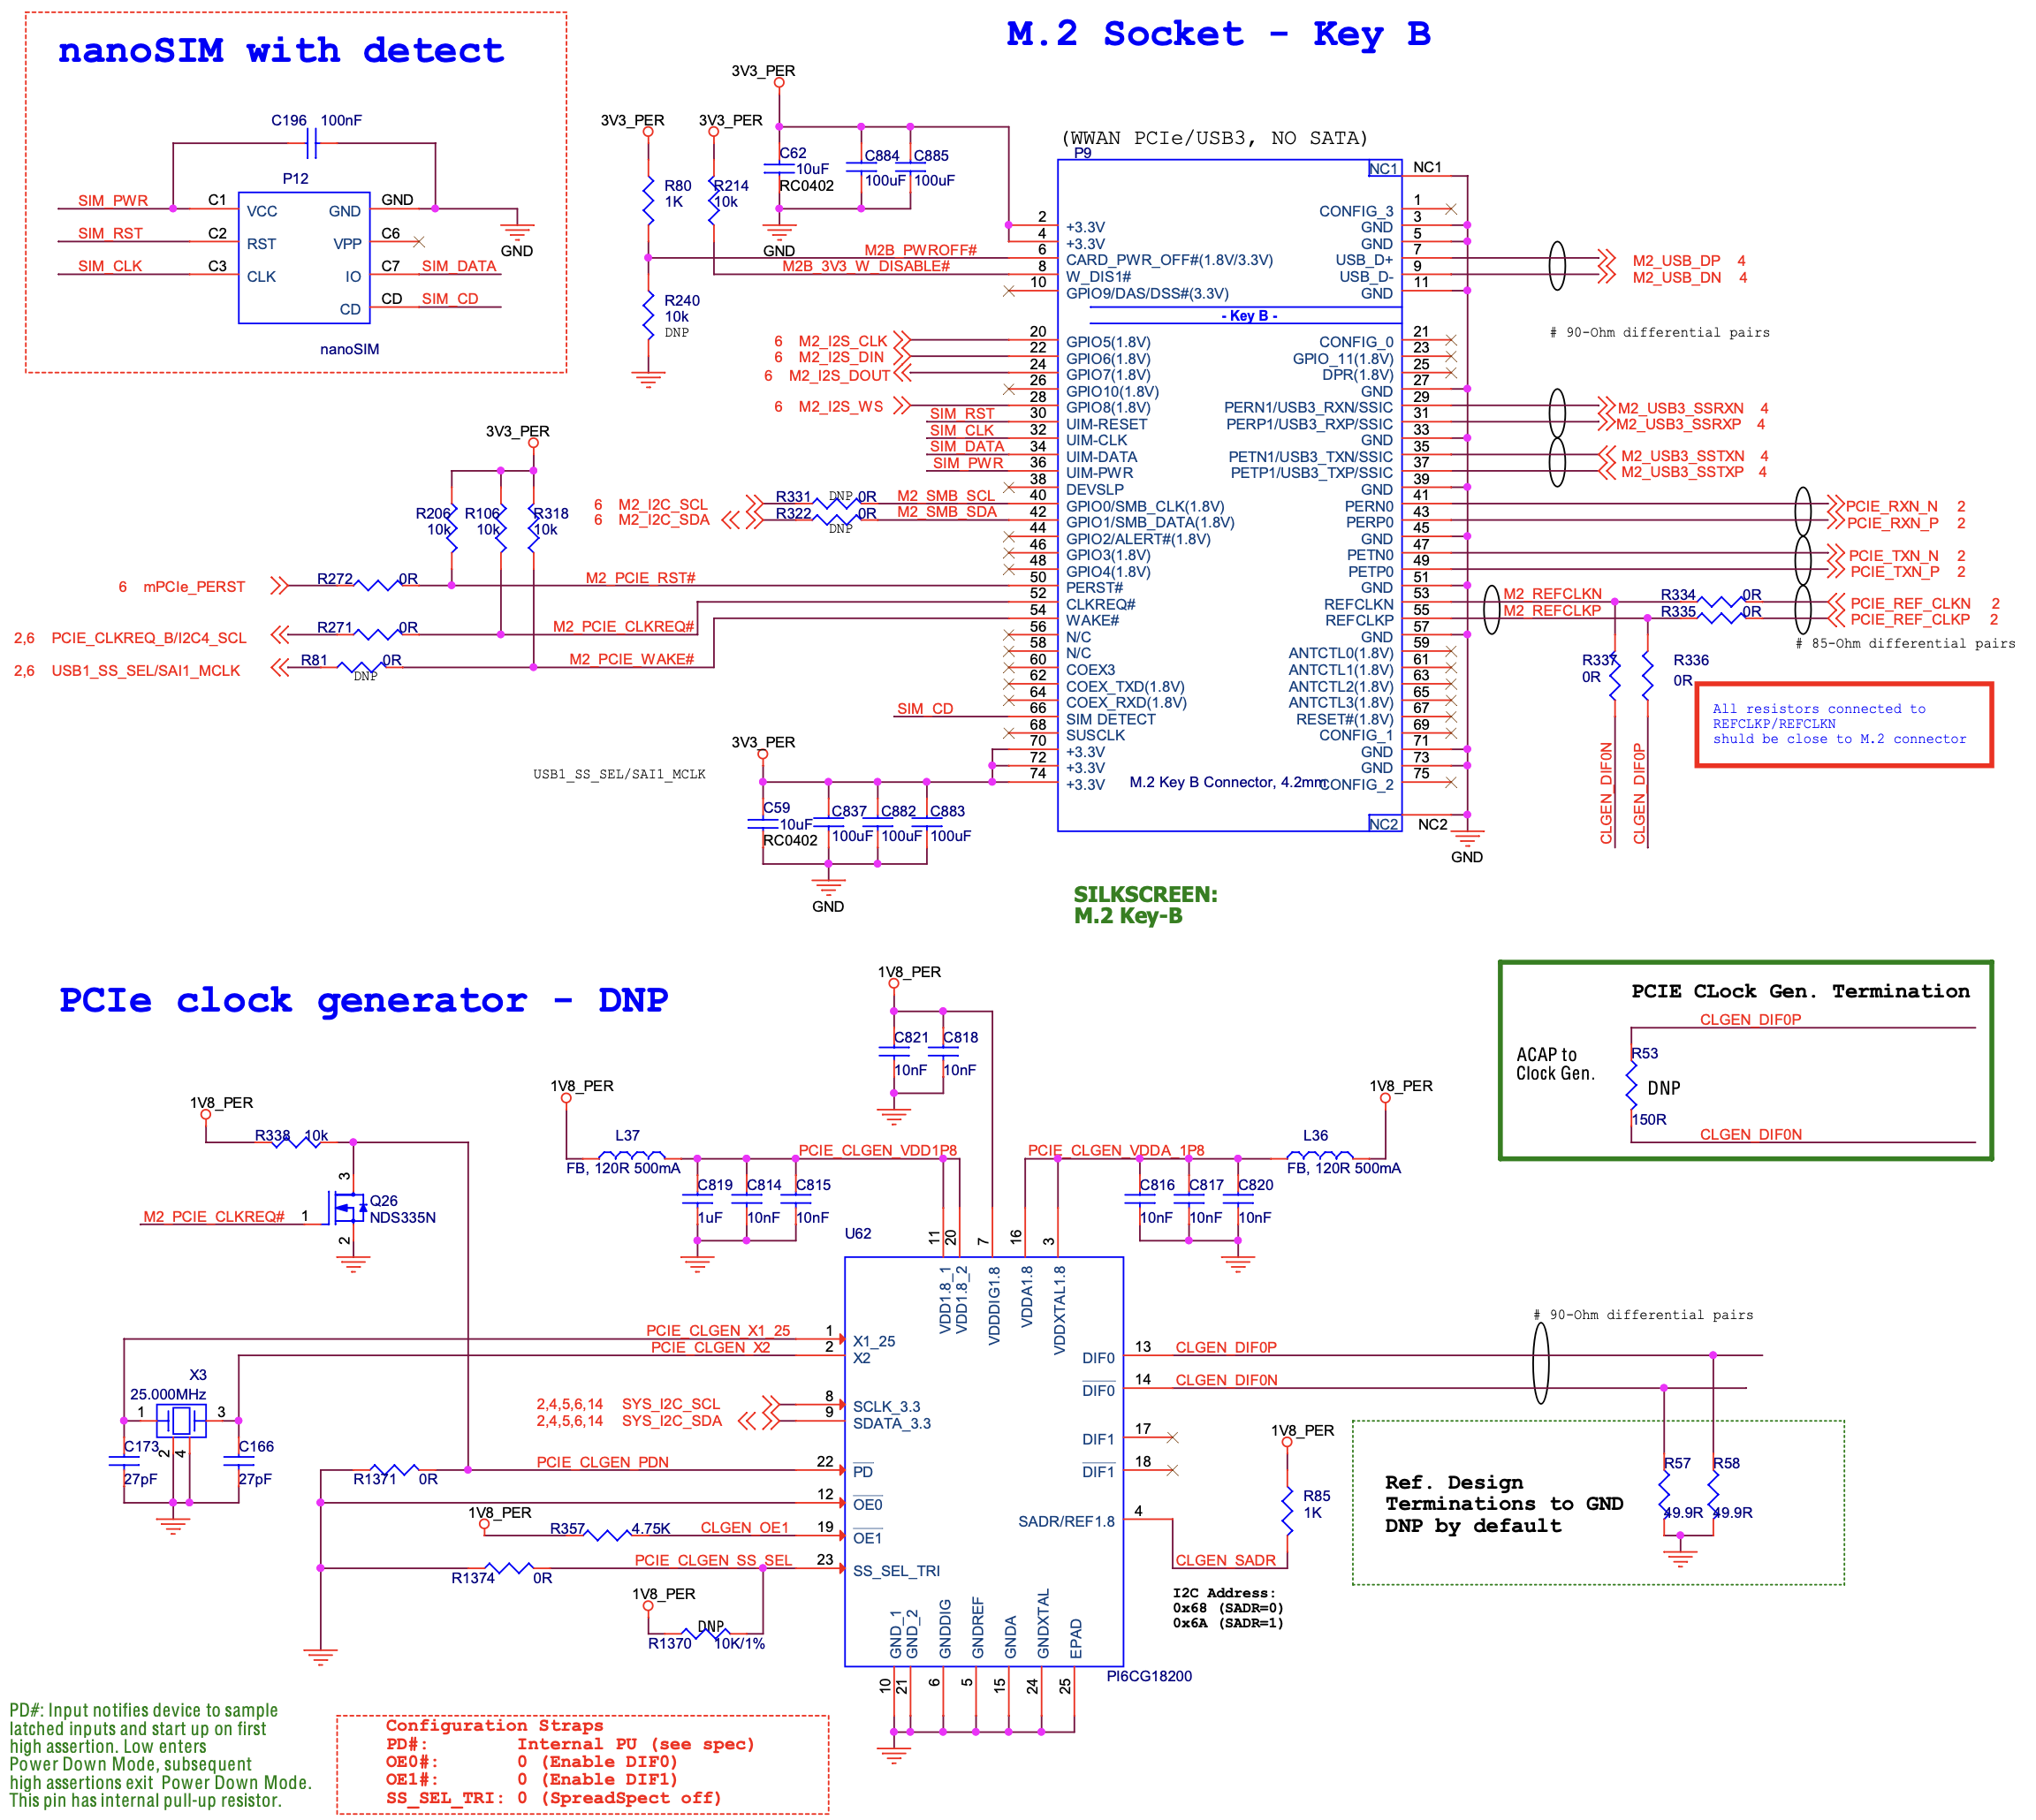 nanoSIM with detect
C196 100nF
P12
SIM_PWR C1 VCC GND GND
SIM_RST C2 RST VPP C6
SIM_CLK C3 CLK IO C7 SIM_DATA
CD CD SIM_CD
GND
nanoSIM
M.2 Socket - Key B
(WWAN PCIe/USB3, NO SATA)
P9
3V3_PER
3V3_PER
3V3_PER
C62
10uF
RC0402
C884
100uF
C885
100uF
GND
R80
1K
R214
10k
R240
10k
DNP
M2B_PWROFF#
M2B_3V3_W_DISABLE#
NC1 NC1
2 +3.3V
4 +3.3V
6 CARD_PWR_OFF#(1.8V/3.3V)
8 W_DIS1#
10 GPIO9/DAS/DSS#(3.3V)
CONFIG_3 1
GND 3
GND 5
USB_D+ 7
USB_D- 9
GND 11
M2_USB_DP 4
M2_USB_DN 4
# 90-Ohm differential pairs
- Key B -
6 M2_I2S_CLK 20 GPIO5(1.8V)
6 M2_I2S_DIN 22 GPIO6(1.8V)
6 M2_I2S_DOUT 24 GPIO7(1.8V)
26 GPIO10(1.8V)
6 M2_I2S_WS 28 GPIO8(1.8V)
SIM_RST 30 UIM-RESET
SIM_CLK 32 UIM-CLK
SIM_DATA 34 UIM-DATA
SIM_PWR 36 UIM-PWR
38 DEVSLP
6 M2_I2C_SCL R331 DNP 0R M2_SMB_SCL 40 GPIO0/SMB_CLK(1.8V)
6 M2_I2C_SDA R322 0R DNP M2_SMB_SDA 42 GPIO1/SMB_DATA(1.8V)
44 GPIO2/ALERT#(1.8V)
46 GPIO3(1.8V)
48 GPIO4(1.8V)
3V3_PER
R206
10k
R106
10k
R318
10k
6 mPCIe_PERST R272 0R M2_PCIE_RST# 50 PERST#
2,6 PCIE_CLKREQ_B/I2C4_SCL R271 0R M2_PCIE_CLKREQ# 52 CLKREQ#
2,6 USB1_SS_SEL/SAI1_MCLK R81 0R DNP M2_PCIE_WAKE# 54 WAKE#
56 N/C
58 N/C
60 COEX3
62 COEX_TXD(1.8V)
64 COEX_RXD(1.8V)
SIM_CD 66 SIM DETECT
68 SUSCLK
70 +3.3V
72 +3.3V
74 +3.3V
CONFIG_0 21
GPIO_11(1.8V) 23
DPR(1.8V) 25
GND 27
PERN1/USB3_RXN/SSIC 29 M2_USB3_SSRXN 4
PERP1/USB3_RXP/SSIC 31 M2_USB3_SSRXP 4
GND 33
PETN1/USB3_TXN/SSIC 35 M2_USB3_SSTXN 4
PETP1/USB3_TXP/SSIC 37 M2_USB3_SSTXP 4
GND 39
PERN0 41 PCIE_RXN_N 2
PERP0 43 PCIE_RXN_P 2
GND 45
PETN0 47 PCIE_TXN_N 2
PETP0 49 PCIE_TXN_P 2
GND 51
REFCLKN 53 M2_REFCLKN R334 0R PCIE_REF_CLKN 2
REFCLKP 55 M2_REFCLKP R335 0R PCIE_REF_CLKP 2
GND 57
ANTCTL0(1.8V) 59
ANTCTL1(1.8V) 61
ANTCTL2(1.8V) 63
ANTCTL3(1.8V) 65
RESET#(1.8V) 67
CONFIG_1 69
GND 71
GND 73
CONFIG_2 75
M.2 Key B Connector, 4.2mm
NC2 NC2
GND
# 85-Ohm differential pairs
R337
0R
R336
0R
CLGEN_DIF0N
CLGEN_DIF0P
All resistors connected to
REFCLKP/REFCLKN
shuld be close to M.2 connector
USB1_SS_SEL/SAI1_MCLK
3V3_PER
C59
10uF
RC0402
C837
100uF
C882
100uF
C883
100uF
GND
SILKSCREEN:
M.2 Key-B
PCIe clock generator - DNP
1V8_PER
C821
10nF
C818
10nF
1V8_PER
R338 10k
3
M2_PCIE_CLKREQ# 1
Q26
NDS335N
2
1V8_PER
L37
FB, 120R 500mA
PCIE_CLGEN_VDD1P8
C819
1uF
C814
10nF
C815
10nF
PCIE_CLGEN_VDDA_1P8
1V8_PER
L36
FB, 120R 500mA
C816
10nF
C817
10nF
C820
10nF
PCIE CLock Gen. Termination
CLGEN_DIF0P
ACAP to
Clock Gen.
R53
DNP
150R
CLGEN_DIF0N
U62
11 VDD1.8_1
20 VDD1.8_2
7 VDDDIG1.8
16 VDDA1.8
3 VDDXTAL1.8
PCIE_CLGEN_X1_25 1 X1_25
PCIE_CLGEN_X2 2 X2
X3
25.000MHz
1 3
2 4
C173
27pF
C166
27pF
2,4,5,6,14 SYS_I2C_SCL 8 SCLK_3.3
2,4,5,6,14 SYS_I2C_SDA 9 SDATA_3.3
R1371 0R PCIE_CLGEN_PDN 22 PD
12 OE0
1V8_PER
R357 4.75K CLGEN_OE1 19 OE1
R1374 0R PCIE_CLGEN_SS_SEL 23 SS_SEL_TRI
1V8_PER
R1370 DNP 10K/1%
DIF0 13 CLGEN_DIF0P
DIF0 14 CLGEN_DIF0N
DIF1 17
DIF1 18
SADR/REF1.8 4
CLGEN_SADR
1V8_PER
R85
1K
I2C Address:
0x68 (SADR=0)
0x6A (SADR=1)
# 90-Ohm differential pairs
R57
49.9R
R58
49.9R
Ref. Design
Terminations to GND
DNP by default
GND_1 10
GND_2 21
GNDDIG 6
GNDREF 5
GNDA 15
GNDXTAL 24
EPAD 25
PI6CG18200
PD#: Input notifies device to sample
latched inputs and start up on first
high assertion. Low enters
Power Down Mode, subsequent
high assertions exit Power Down Mode.
This pin has internal pull-up resistor.
Configuration Straps
PD#: Internal PU (see spec)
OE0#: 0 (Enable DIF0)
OE1#: 0 (Enable DIF1)
SS_SEL_TRI: 0 (SpreadSpect off)